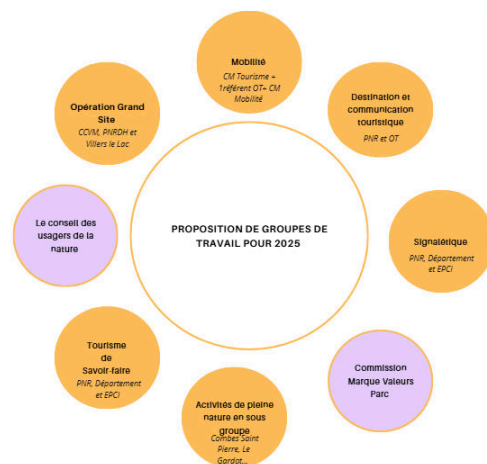 Mobilité
CM Tourisme +
1référent OT+ CM
Mobilité
Destination et
communication
touristique
PNR et OT
Signalétique
PNR, Département
et EPCI
Commission
Marque Valeurs
Parc
Activités de pleine
nature en sous
groupe
Combes Saint
Pierre, Le
Gardot...
Tourisme
de
Savoir-faire
PNR, Département
et EPCI
Le conseil des
usagers de la
nature
Opération Grand
Site
CCVM, PNRDH et
Villers le Lac
PROPOSITION DE GROUPES DE
TRAVAIL POUR 2025